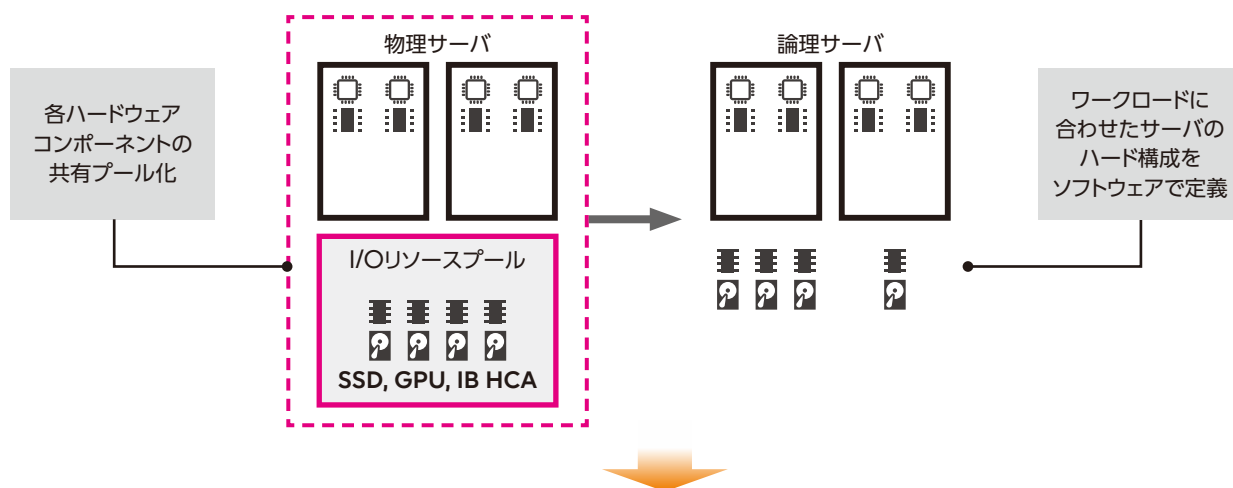 物理サーバ
論理サーバ
各ハードウェア
コンポーネントの
共有プール化
ワークロードに
合わせたサーバの
ハード構成を
ソフトウェアで定義
I/Oリソースプール
SSD, GPU, IB HCA